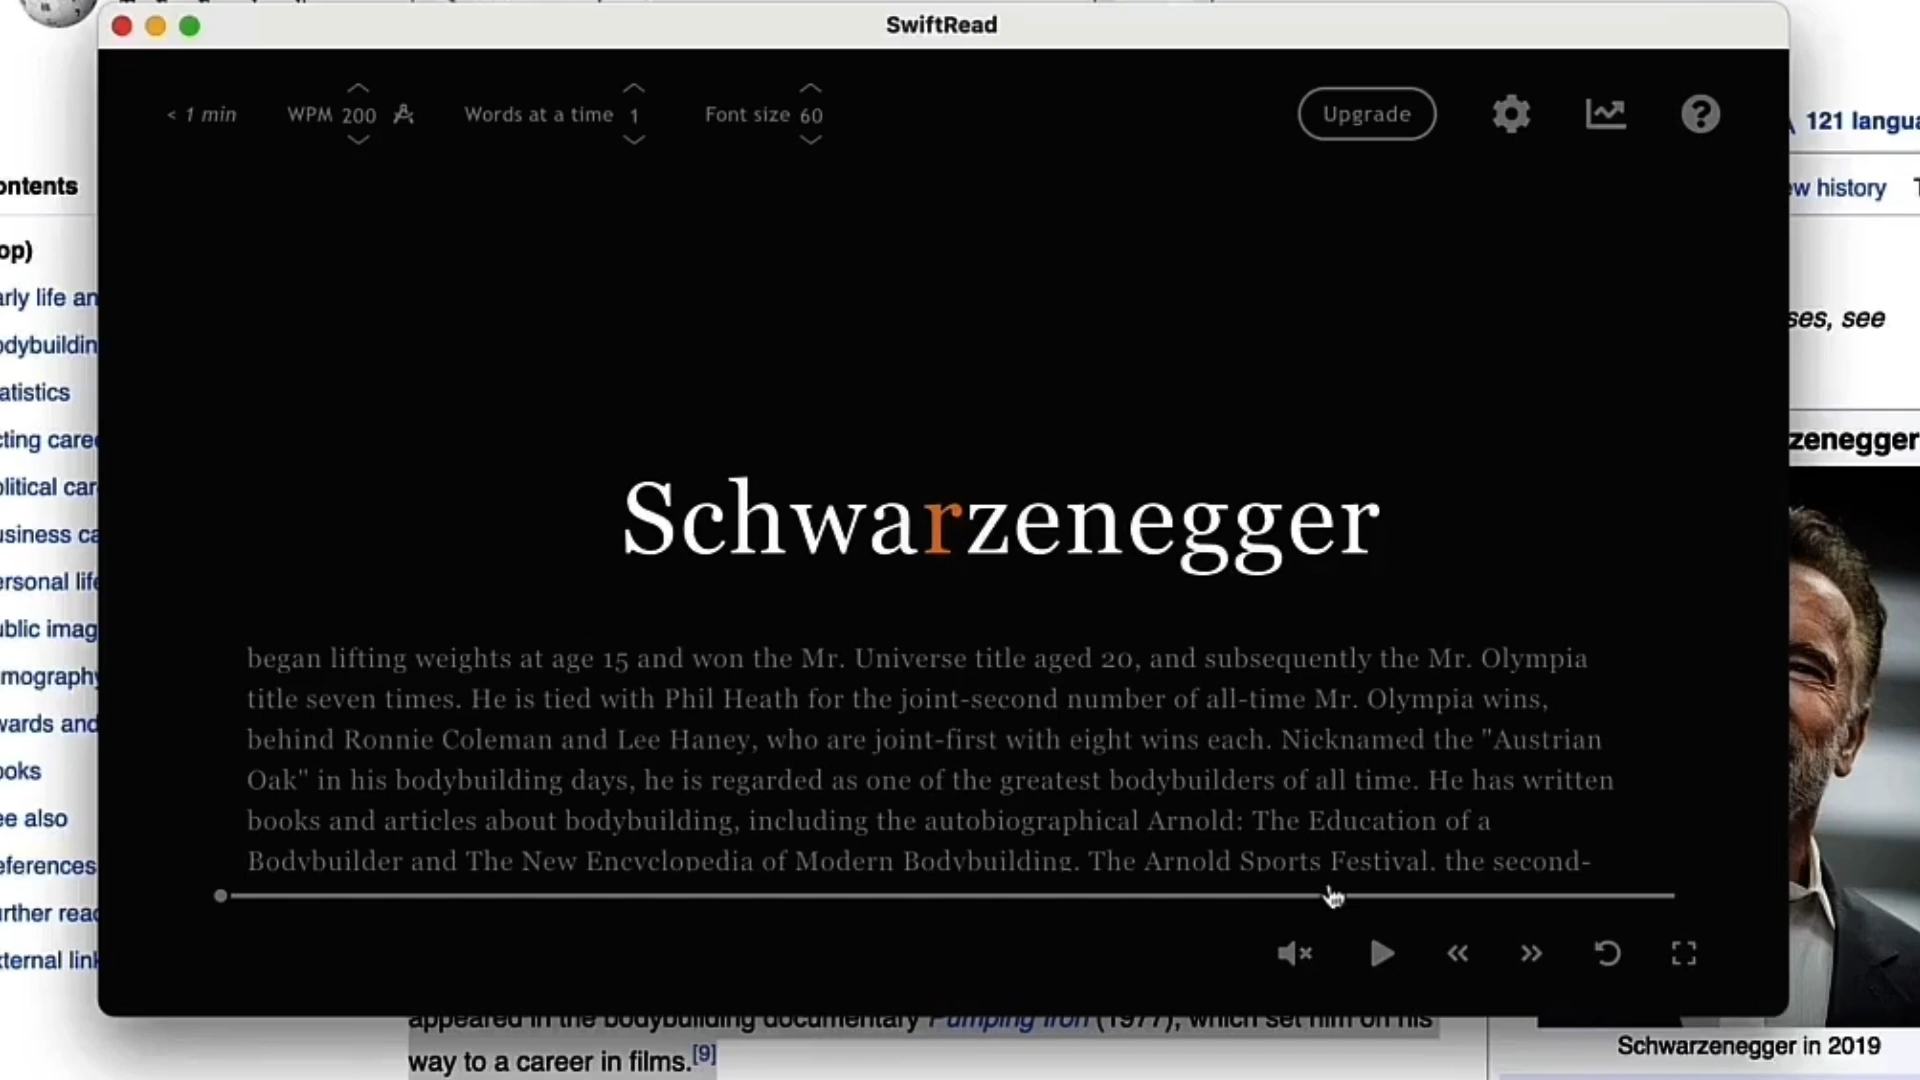 SwiftRead
< 1 min
WPM 200
Words at a time 1
Font size 60
Upgrade
Schwarzenegger
began lifting weights at age 15 and won the Mr. Universe title aged 20, and subsequently the Mr. Olympia
title seven times. He is tied with Phil Heath for the joint-second number of all-time Mr. Olympia wins,
behind Ronnie Coleman and Lee Haney, who are joint-first with eight wins each. Nicknamed the "Austrian
Oak" in his bodybuilding days, he is regarded as one of the greatest bodybuilders of all time. He has written
books and articles about bodybuilding, including the autobiographical Arnold: The Education of a
Bodybuilder and The New Encyclopedia of Modern Bodybuilding. The Arnold Sports Festival, the second-
ontents
op)
arly life an
odybuildin
atistics
cting care
olitical car
usiness ca
ersonal life
ublic imag
mography
wards and
ooks
ee also
eferences
urther read
xternal link
121 langua
ew history
ses, see
zenegger
appeared in the bodybuilding documentary Pumping Iron (1977), which set him on his
way to a career in films.[9]
Schwarzenegger in 2019